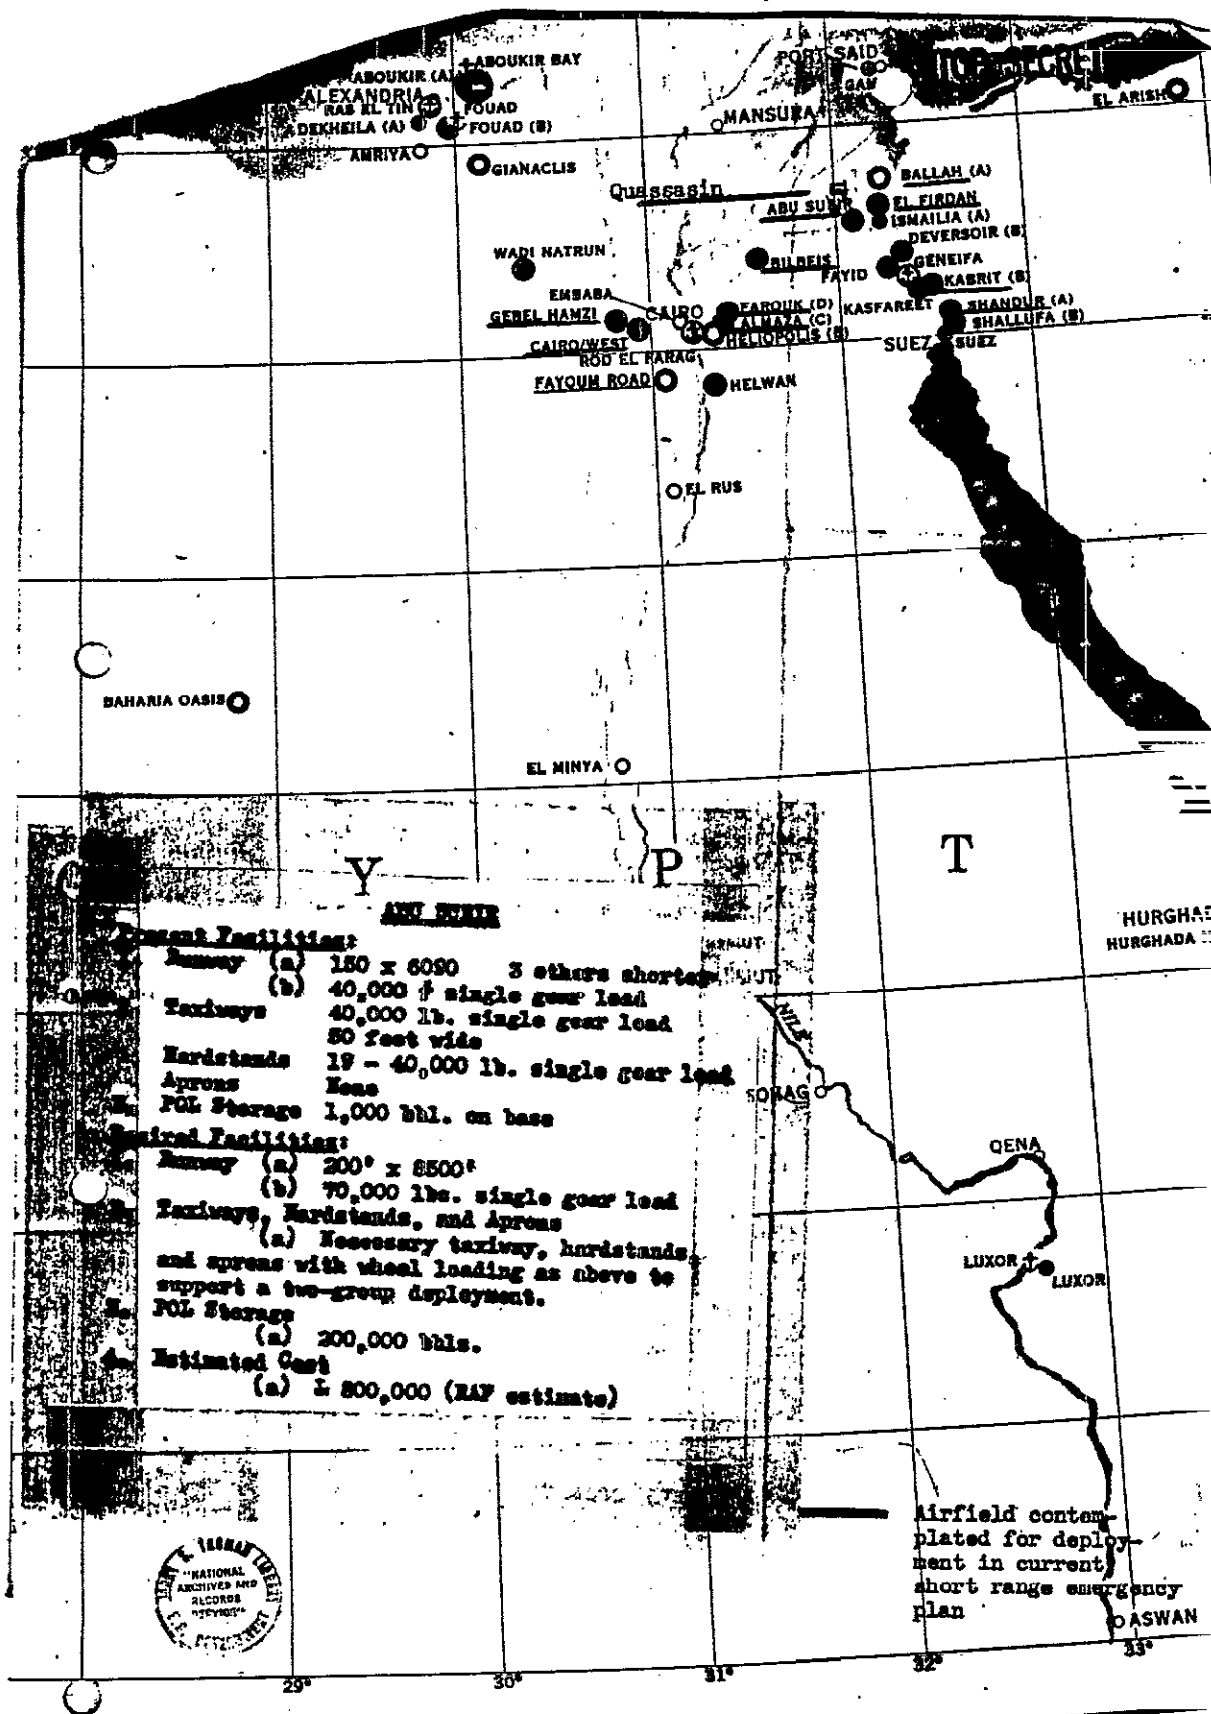 TOP SECRET
PORT SAID
GAM
EL ARISH
ABOUKIR BAY
ABOUKIR (A)
ALEXANDRIA
RAS EL TIN
FOUAD
DEKHEILA (A)
FOUAD (B)
AMRIYA
GIANACLIS
MANSURA
Quassasin
BALLAH (A)
ABU SUEIR
EL FIRDAN
ISMAILIA (A)
DEVERSOIR (B)
WADI NATRUN
BILBEIS
FAYID
GENEIFA
KABRIT (B)
EMBABA
CAIRO
FAROUK (D)
KASFAREET
SHANDUR (A)
GEBEL HAMZI
ALMAZA (C)
SHALLUFA (B)
CAIRO/WEST
HELIOPOLIS (B)
SUEZ
SUEZ
ROD EL FARAG
FAYOUM ROAD
HELWAN
EL RUS
BAHARIA OASIS
EL MINYA
Y P T
ABU SUEIR
Present Facilities:
Runway (a) 150 x 6090 3 others shorter
(b) 40,000 # single gear load
Taxiways 40,000 lb. single gear load
50 feet wide
Hardstands 19 - 40,000 lb. single gear load
Aprons None
POL Storage 1,000 bbl. on base
Desired Facilities:
Runway (a) 200' x 8500'
(b) 70,000 lbs. single gear load
Taxiways, Hardstands, and Aprons
(a) Necessary taxiway, hardstands,
and aprons with wheel loading as above to
support a two-group deployment.
POL Storage
(a) 200,000 bbls.
Estimated Cost
(a) £ 800,000 (RAF estimate)
HURGHAD
HURGHADA
NILE
SOHAG
QENA
LUXOR
LUXOR
Airfield contem-
plated for deploy-
ment in current
short range emergency
plan
ASWAN
HARRY S. TRUMAN LIBRARY
"NATIONAL
ARCHIVES AND
RECORDS
SERVICE"
29° 30° 31° 32° 33°